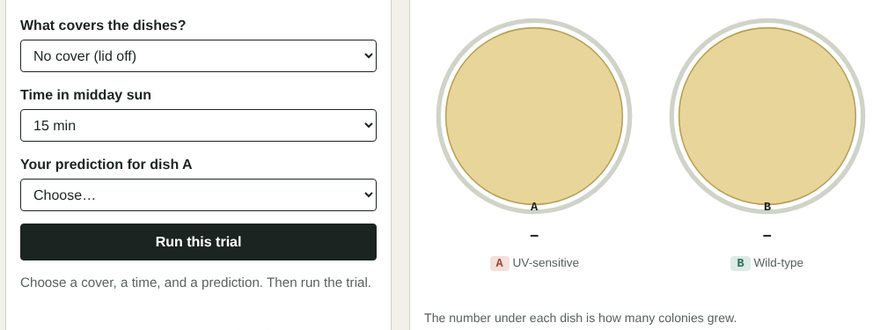 What covers the dishes?
No cover (lid off)
Time in midday sun
15 min
Your prediction for dish A
Choose…
Run this trial
Choose a cover, a time, and a prediction. Then run the trial.
A
B
–
–
A UV-sensitive
B Wild-type
The number under each dish is how many colonies grew.